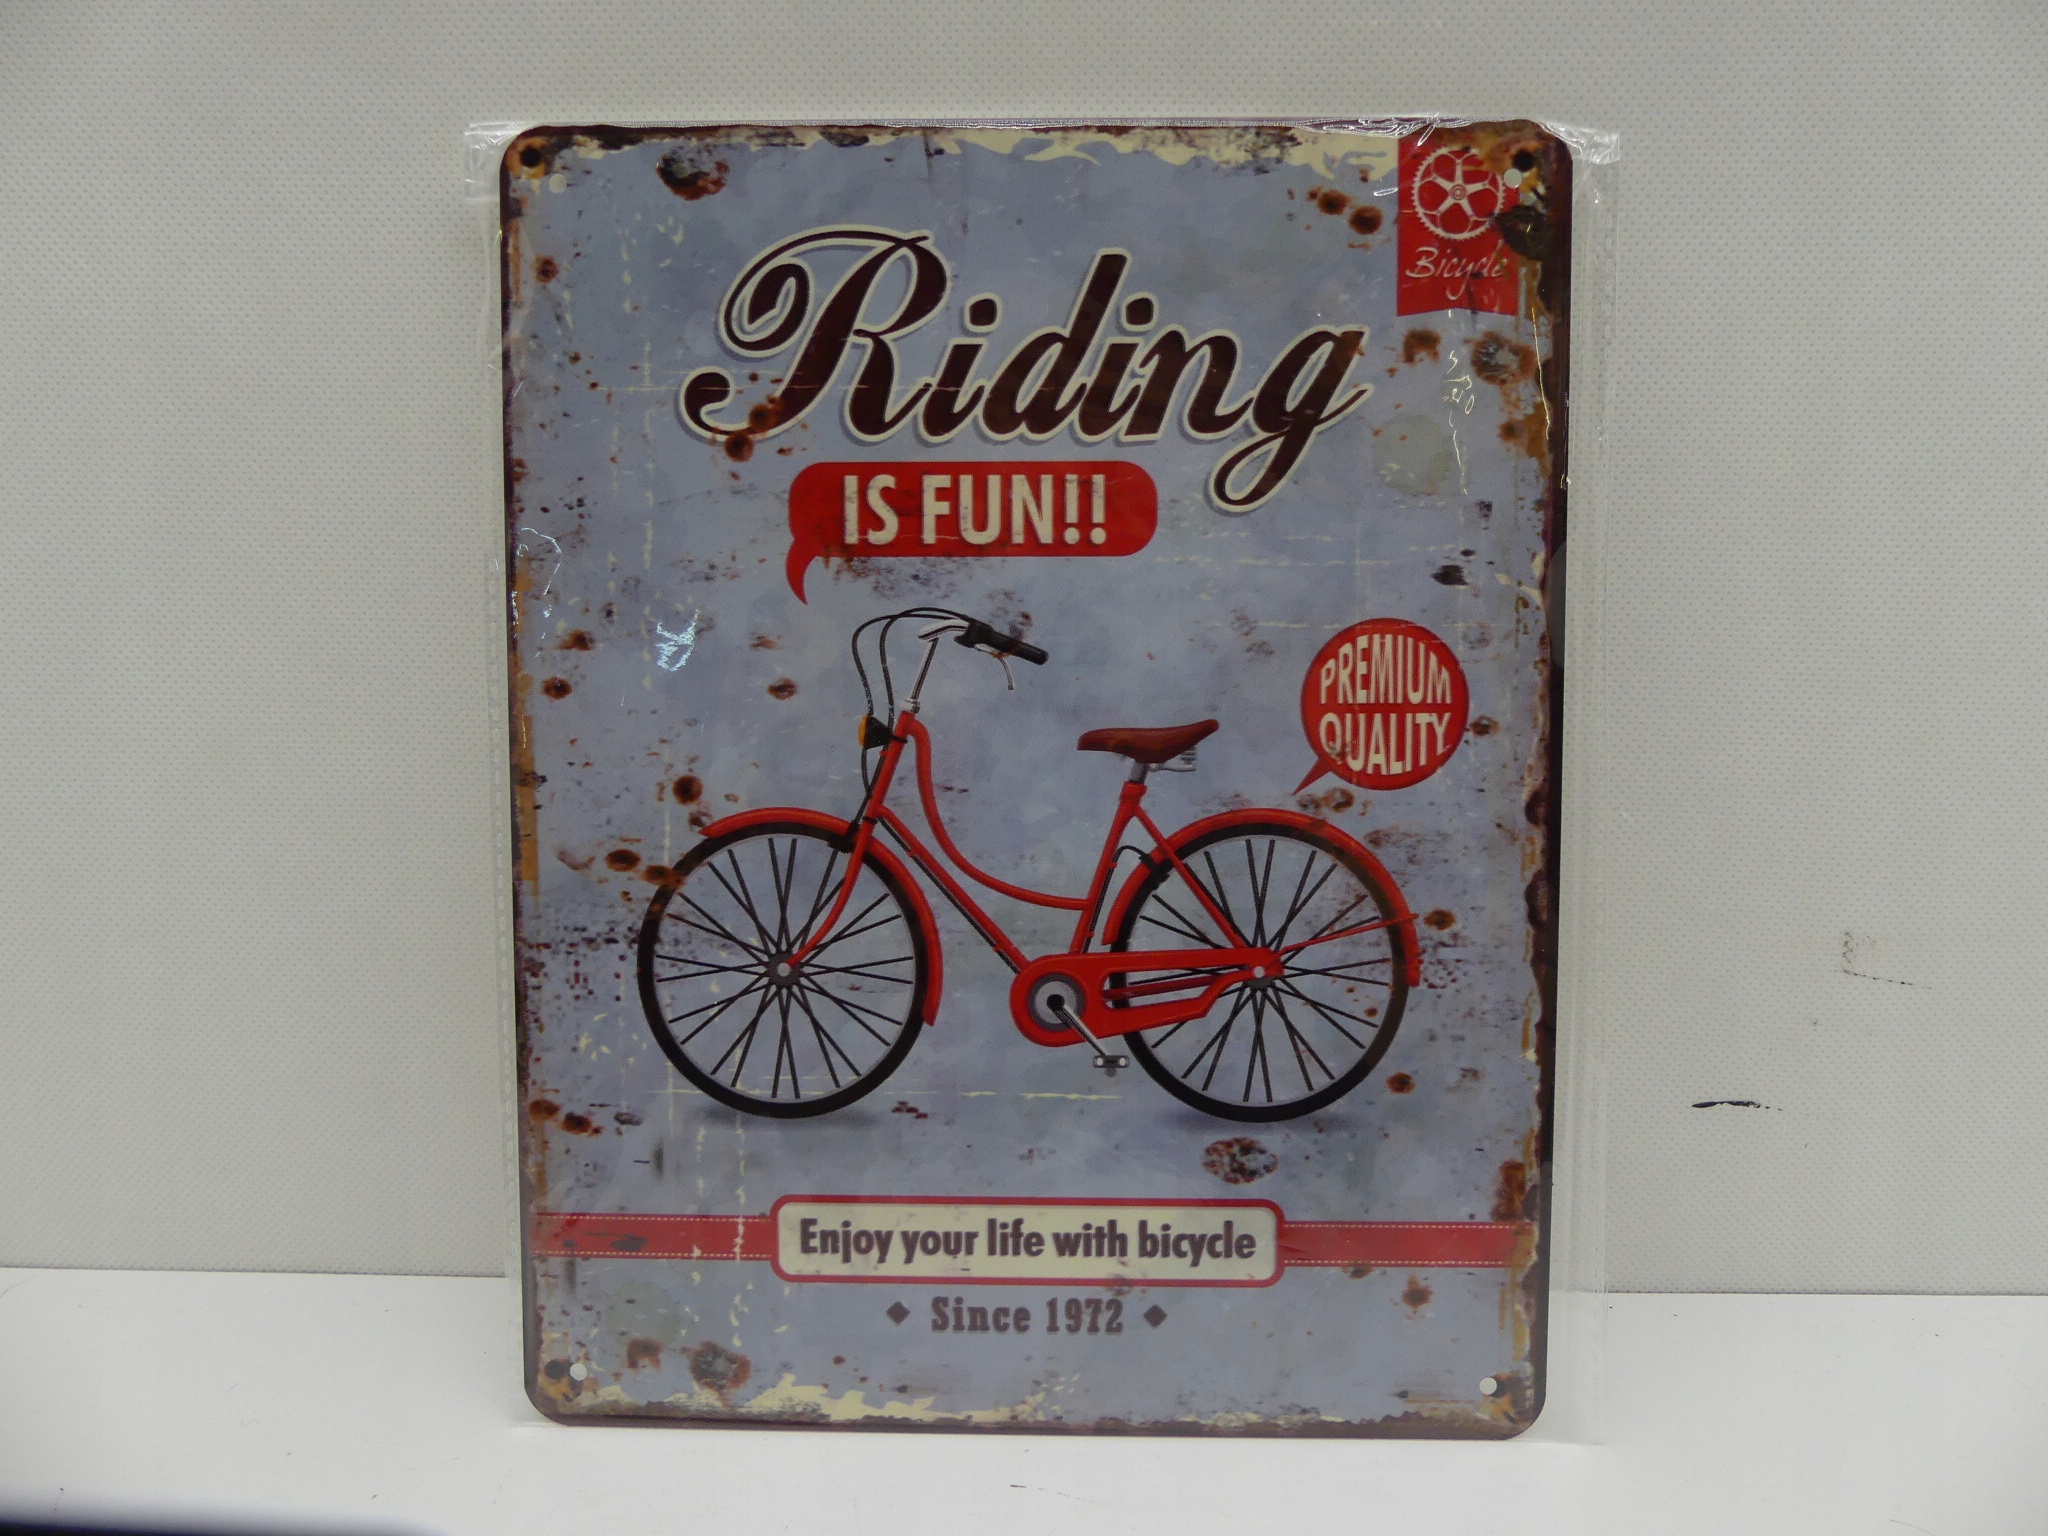 Bicycle
Riding
IS FUN!!
PREMIUM
QUALITY
Enjoy your life with bicycle
Since 1972